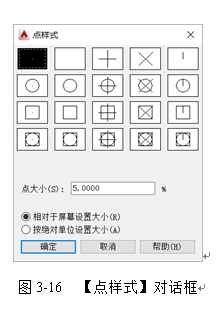 点样式
点大小(S): 5.0000 %
相对于屏幕设置大小(R)
按绝对单位设置大小(A)
确定 取消 帮助(H)
图 3-16 【点样式】对话框